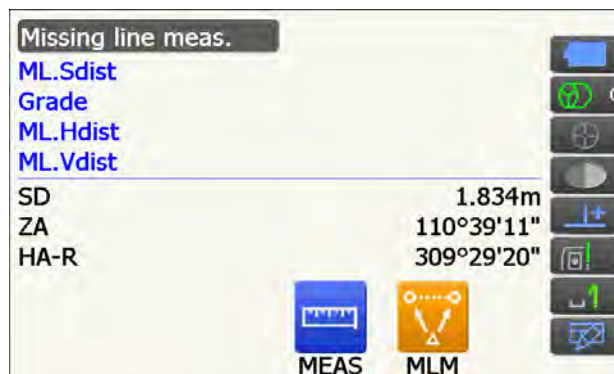 Missing line meas.
ML.Sdist
Grade
ML.Hdist
ML.Vdist
SD 1.834m
ZA 110°39'11"
HA-R 309°29'20"
MEAS MLM